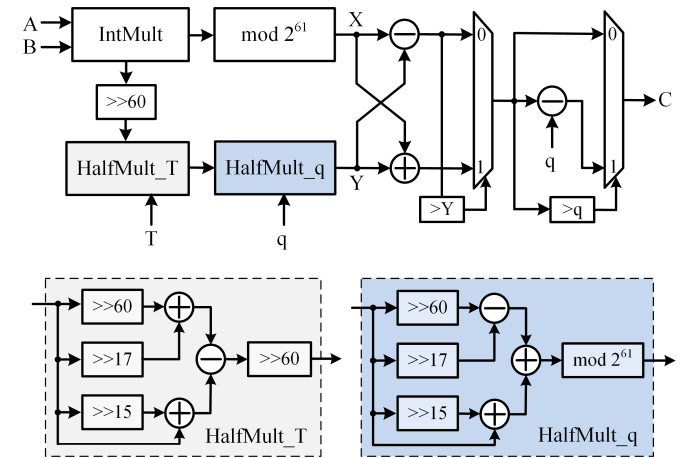 A
B
IntMult
mod 2^61
X
−
0
0
>>60
C
−
HalfMult_T
HalfMult_q
Y
+
1
q
1
>Y
>q
T
q
>>60
+
>>17
−
>>60
>>15
+
HalfMult_T
>>60
−
>>17
+
mod 2^61
>>15
+
HalfMult_q